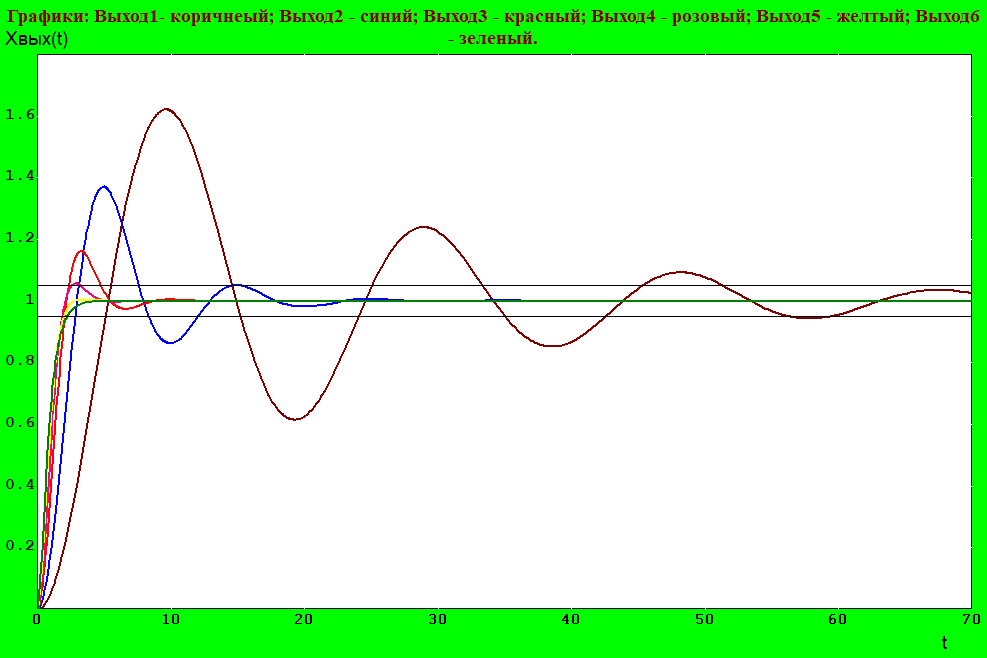 Графики: Выход1- коричнеый; Выход2 - синий; Выход3 - красный; Выход4 - розовый; Выход5 - желтый; Выход6
- зеленый.
Xвых(t)
1.6
1.4
1.2
1
0.8
0.6
0.4
0.2
0 10 20 30 40 50 60 70
t